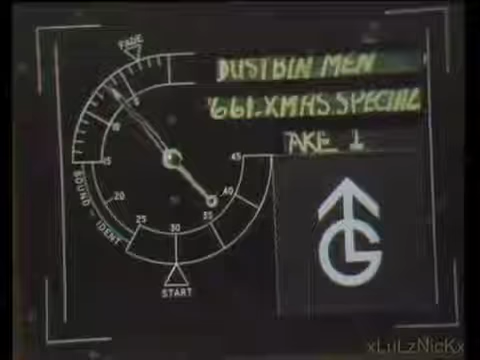 FADE
DUSTBIN MEN
'661.XMAS.SPECIAL
TAKE 1
5
10
15
20
25
30
35
40
45
SOUND - IDENT
START
G
xLuLzNicKx